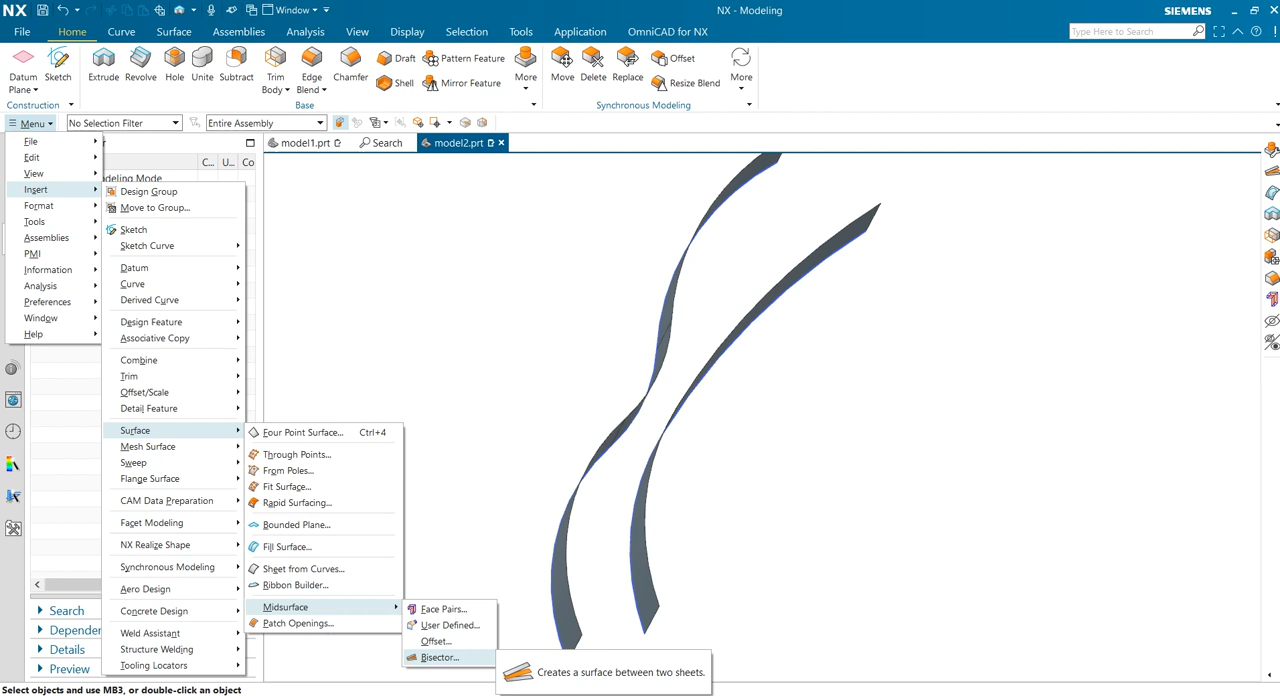 NX
Window
NX - Modeling
SIEMENS
File Home Curve Surface Assemblies Analysis View Display Selection Tools Application OmniCAD for NX
Type Here to Search
Datum Plane
Sketch
Extrude
Revolve
Hole
Unite
Subtract
Trim Body
Edge Blend
Chamfer
Draft
Shell
Pattern Feature
Mirror Feature
More
Move
Delete
Replace
Offset
Resize Blend
More
Construction
Base
Synchronous Modeling
Menu
No Selection Filter
Entire Assembly
model1.prt
Search
model2.prt
C... U... Co
deling Mode
File
Edit
View
Insert
Format
Tools
Assemblies
PMI
Information
Analysis
Preferences
Window
Help
Design Group
Move to Group...
Sketch
Sketch Curve
Datum
Curve
Derived Curve
Design Feature
Associative Copy
Combine
Trim
Offset/Scale
Detail Feature
Surface
Mesh Surface
Sweep
Flange Surface
CAM Data Preparation
Facet Modeling
NX Realize Shape
Synchronous Modeling
Aero Design
Concrete Design
Weld Assistant
Structure Welding
Tooling Locators
Four Point Surface... Ctrl+4
Through Points...
From Poles...
Fit Surface...
Rapid Surfacing...
Bounded Plane...
Fill Surface...
Sheet from Curves...
Ribbon Builder...
Midsurface
Patch Openings...
Face Pairs...
User Defined...
Offset...
Bisector...
Creates a surface between two sheets.
Search
Depender
Details
Preview
Select objects and use MB3, or double-click an object